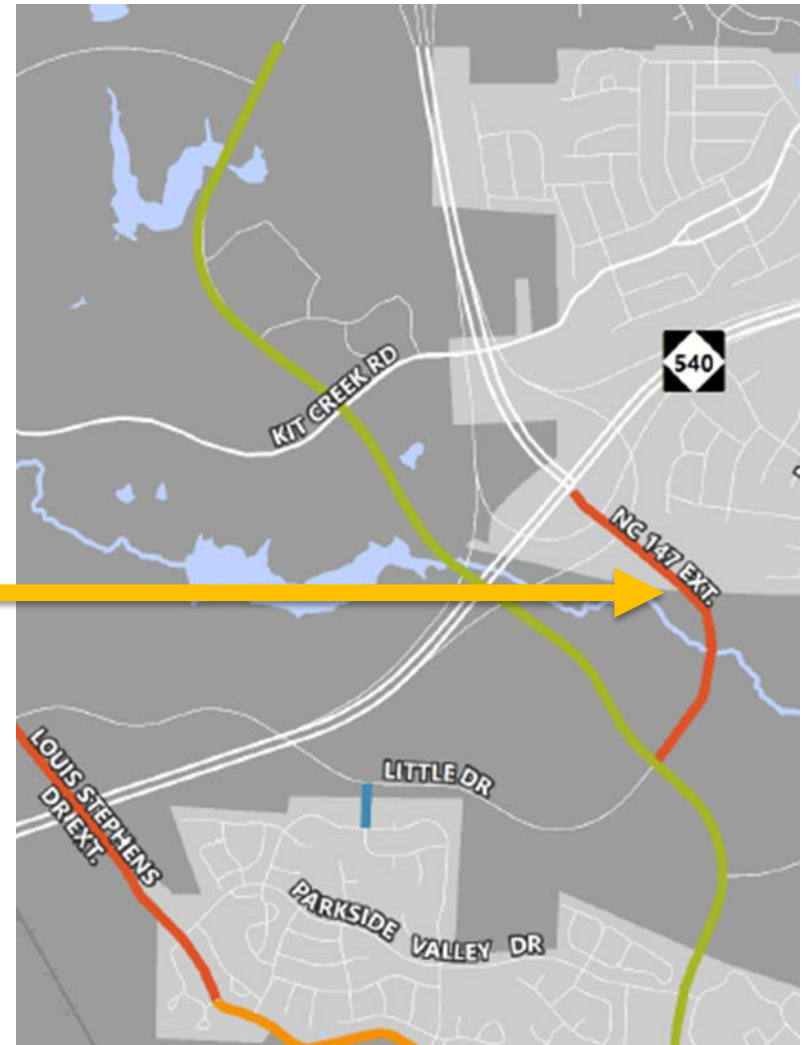 540
KIT CREEK RD
NC 147 EXT.
LOUIS STEPHENS
DR EXT.
LITTLE DR
PARKSIDE VALLEY DR